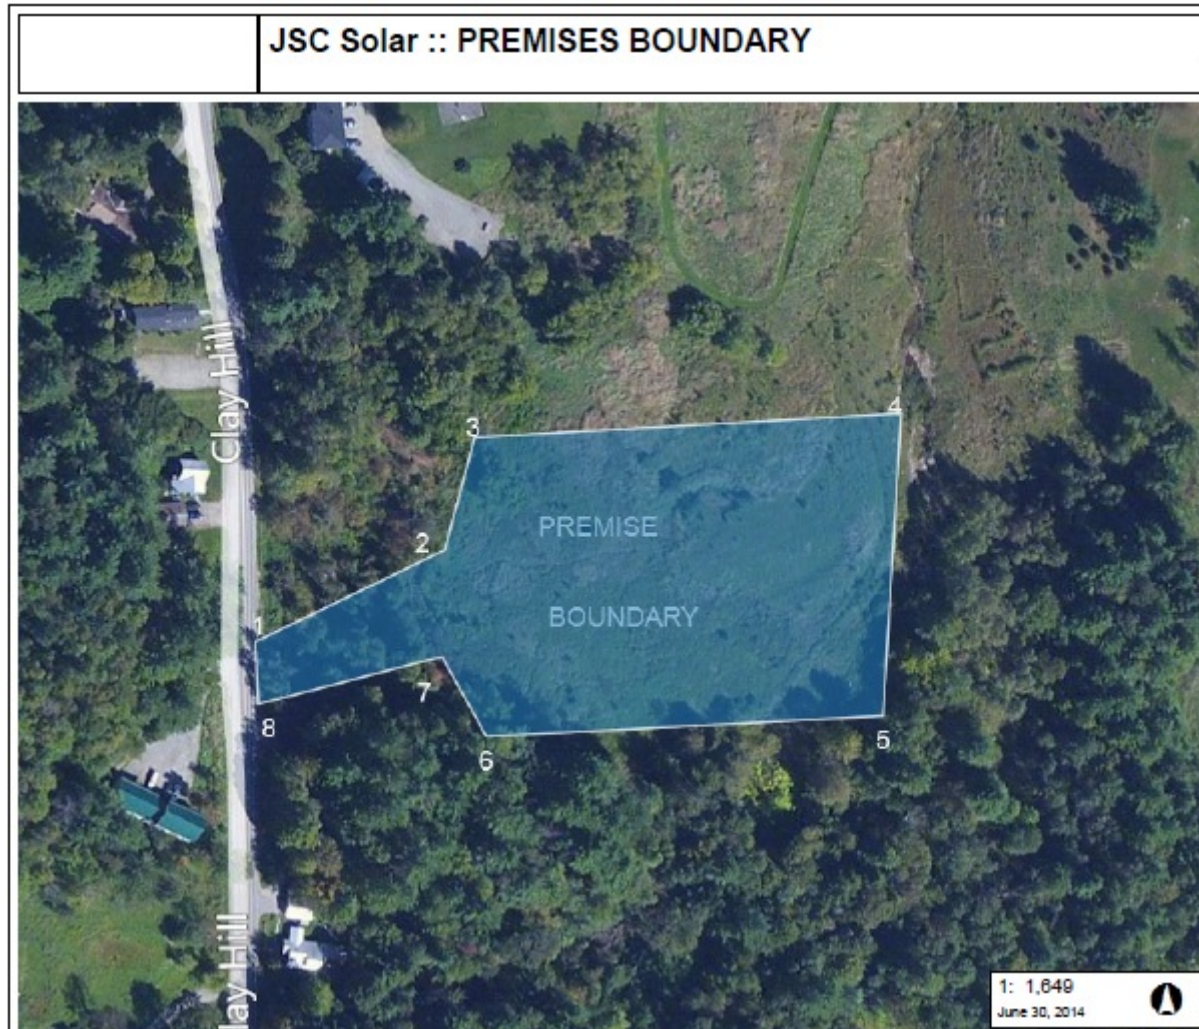 JSC Solar :: PREMISES BOUNDARY
Clay Hill
4
3
PREMISE
2
BOUNDARY
1
7
8
5
6
lay Hill
1: 1,649
June 30, 2014